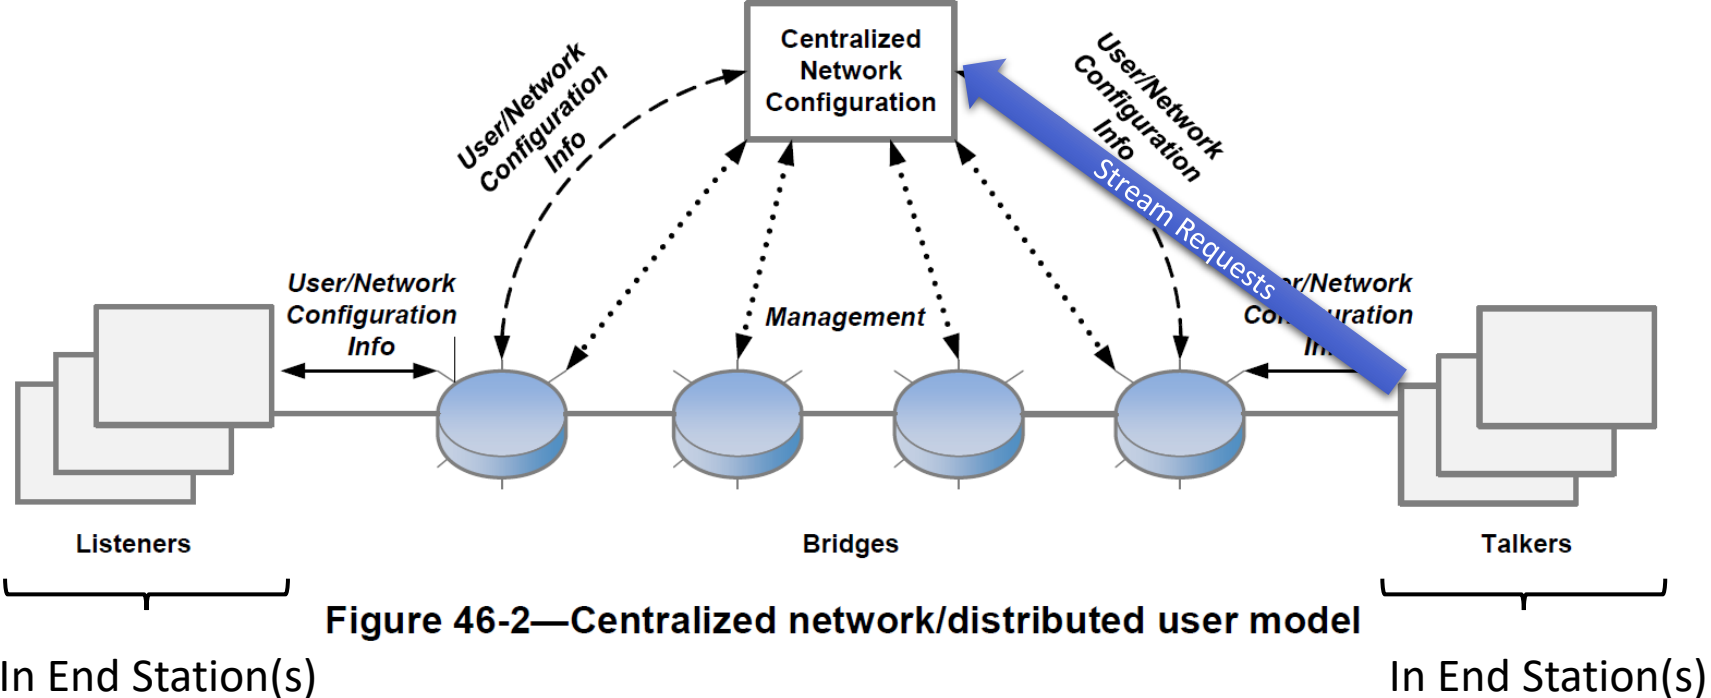 Centralized
Network
Configuration
User/Network
Configuration
Info
User/Network
Configuration
Info
Stream Requests
User/Network
Configuration
Info
Management
Listeners
Bridges
Talkers
Figure 46-2—Centralized network/distributed user model
In End Station(s)
In End Station(s)